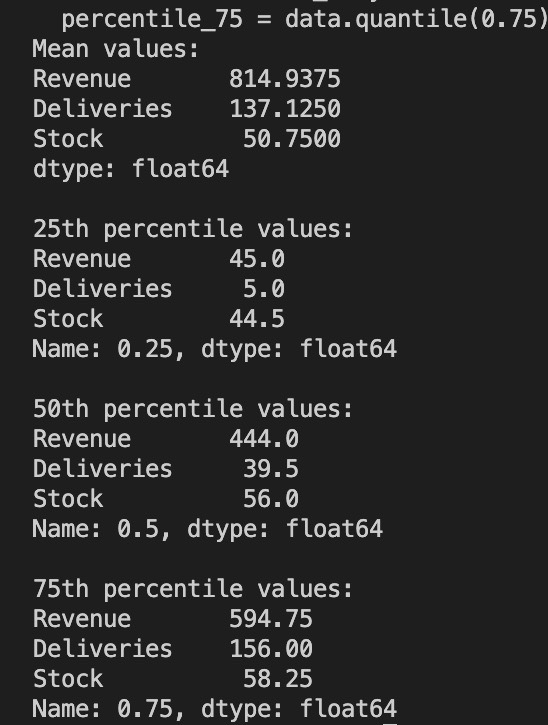 percentile_75 = data.quantile(0.75)
Mean values:
Revenue       814.9375
Deliveries    137.1250
Stock          50.7500
dtype: float64

25th percentile values:
Revenue       45.0
Deliveries     5.0
Stock         44.5
Name: 0.25, dtype: float64

50th percentile values:
Revenue       444.0
Deliveries     39.5
Stock          56.0
Name: 0.5, dtype: float64

75th percentile values:
Revenue       594.75
Deliveries    156.00
Stock          58.25
Name: 0.75, dtype: float64